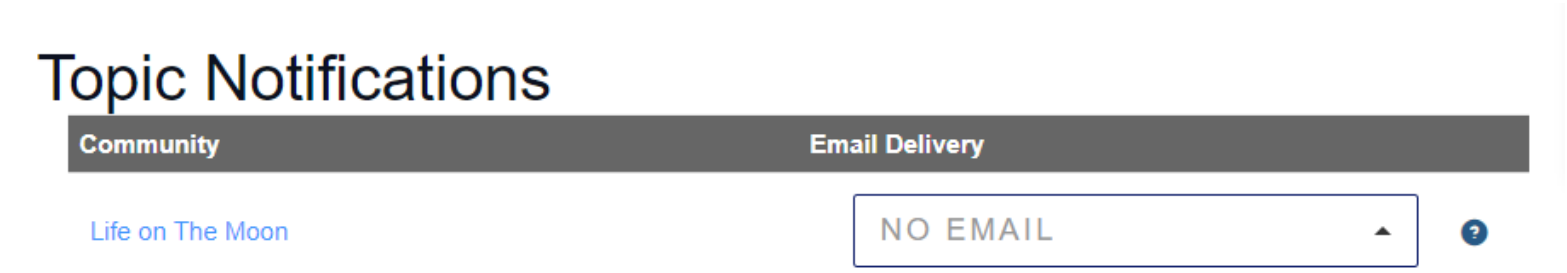 Topic Notifications
Community Email Delivery
Life on The Moon NO EMAIL ?